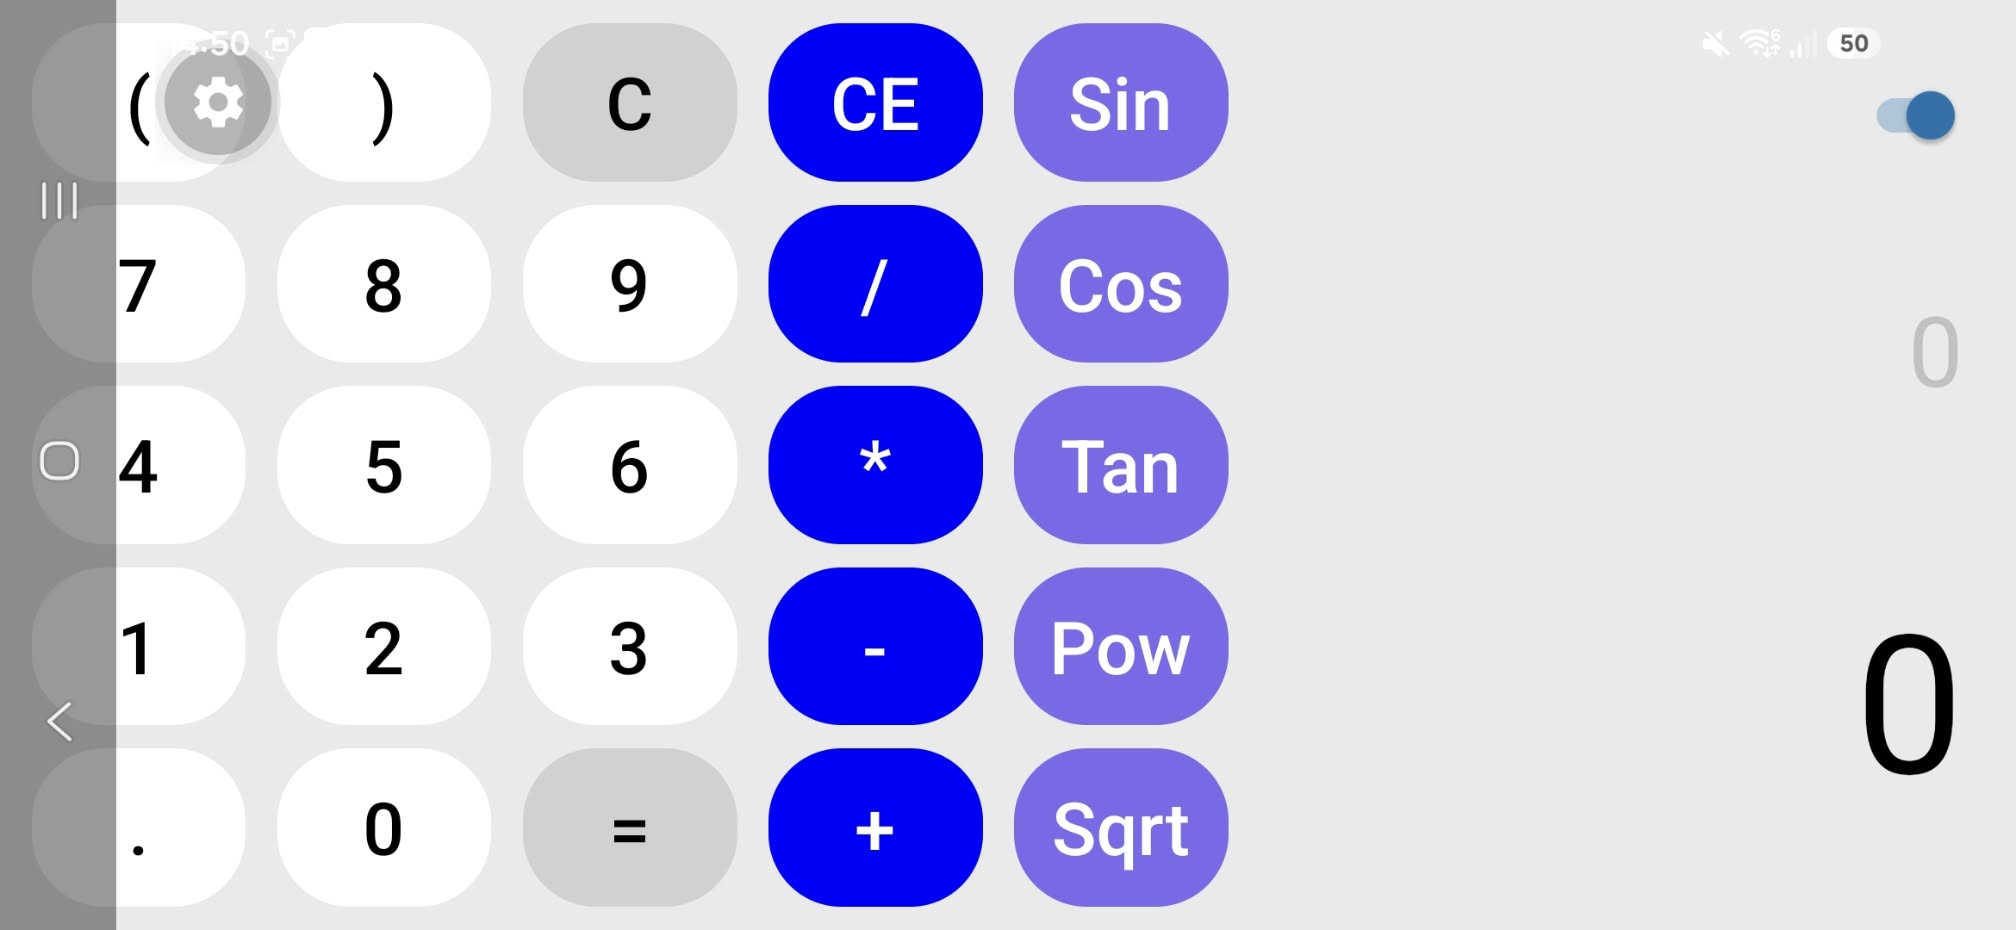 :50
50
( ) C CE Sin
7 8 9 / Cos
0
4 5 6 * Tan
1 2 3 - Pow
0
. 0 = + Sqrt